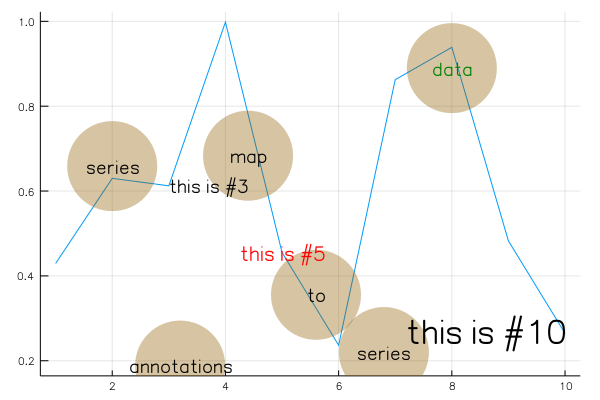 1.0
data
0.8
map
series
this is #3
0.6
this is #5
0.4
to
this is #10
series
annotations
0.2
2
4
6
8
10